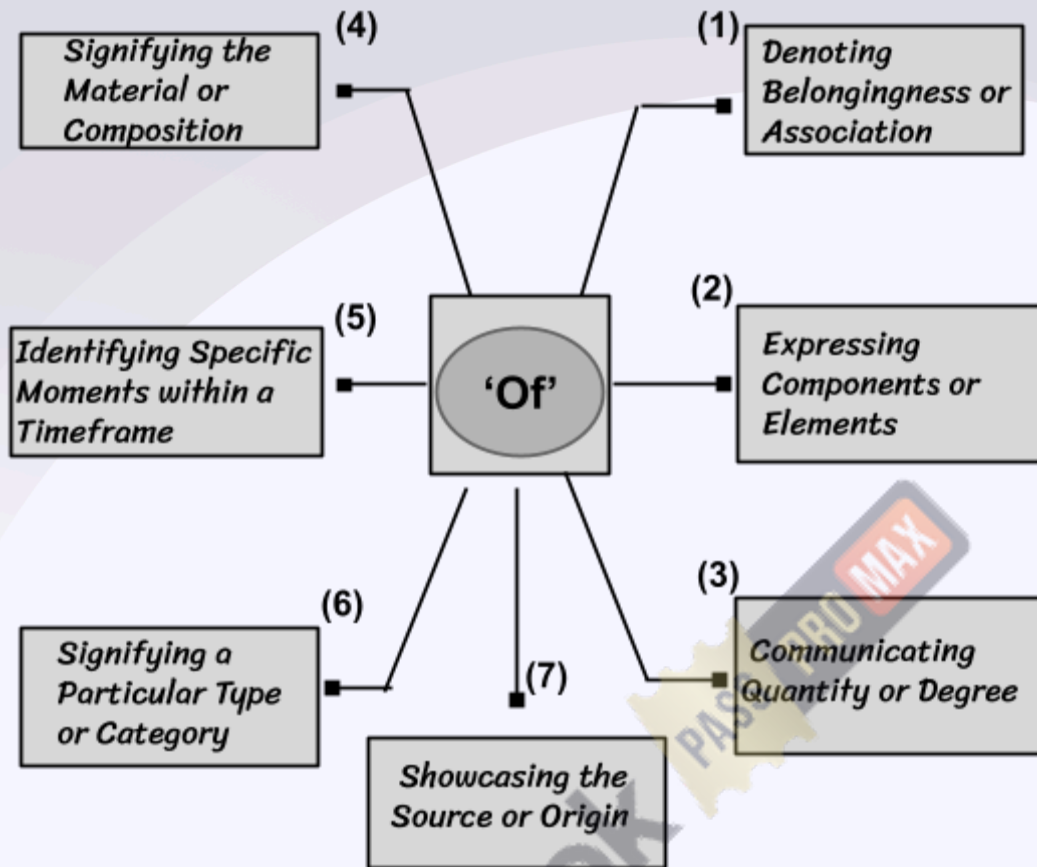 (4)
Signifying the
Material or
Composition
(1)
Denoting
Belongingness or
Association
(5)
Identifying Specific
Moments within a
Timeframe
‘Of’
(2)
Expressing
Components or
Elements
(6)
Signifying a
Particular Type
or Category
(7)
Showcasing the
Source or Origin
(3)
Communicating
Quantity or Degree
PASS PRO MAX